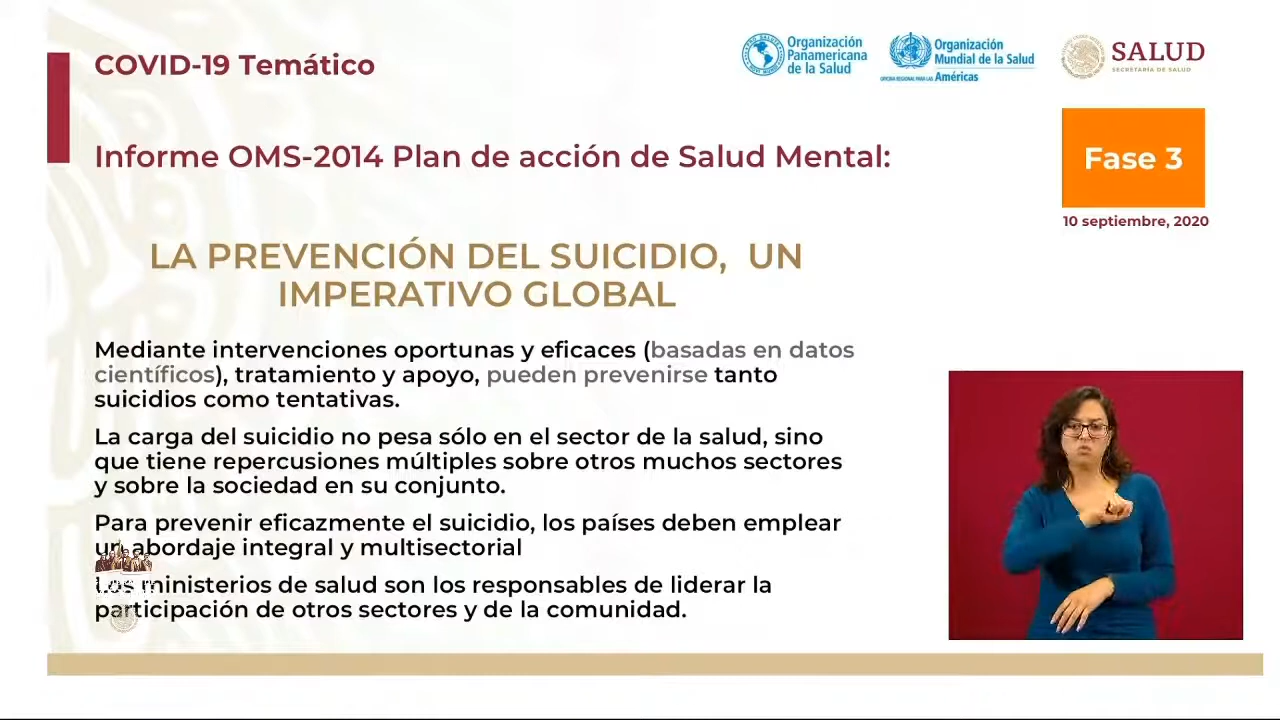 COVID-19 Temático
Organización
Panamericana
de la Salud
Organización
Mundial de la Salud
OFICINA REGIONAL PARA LAS Américas
SALUD
SECRETARÍA DE SALUD
Informe OMS-2014 Plan de acción de Salud Mental:
Fase 3
10 septiembre, 2020
LA PREVENCIÓN DEL SUICIDIO, UN
IMPERATIVO GLOBAL
Mediante intervenciones oportunas y eficaces (basadas en datos
científicos), tratamiento y apoyo, pueden prevenirse tanto
suicidios como tentativas.
La carga del suicidio no pesa sólo en el sector de la salud, sino
que tiene repercusiones múltiples sobre otros muchos sectores
y sobre la sociedad en su conjunto.
Para prevenir eficazmente el suicidio, los países deben emplear
un abordaje integral y multisectorial
ministerios de salud son los responsables de liderar la
participación de otros sectores y de la comunidad.